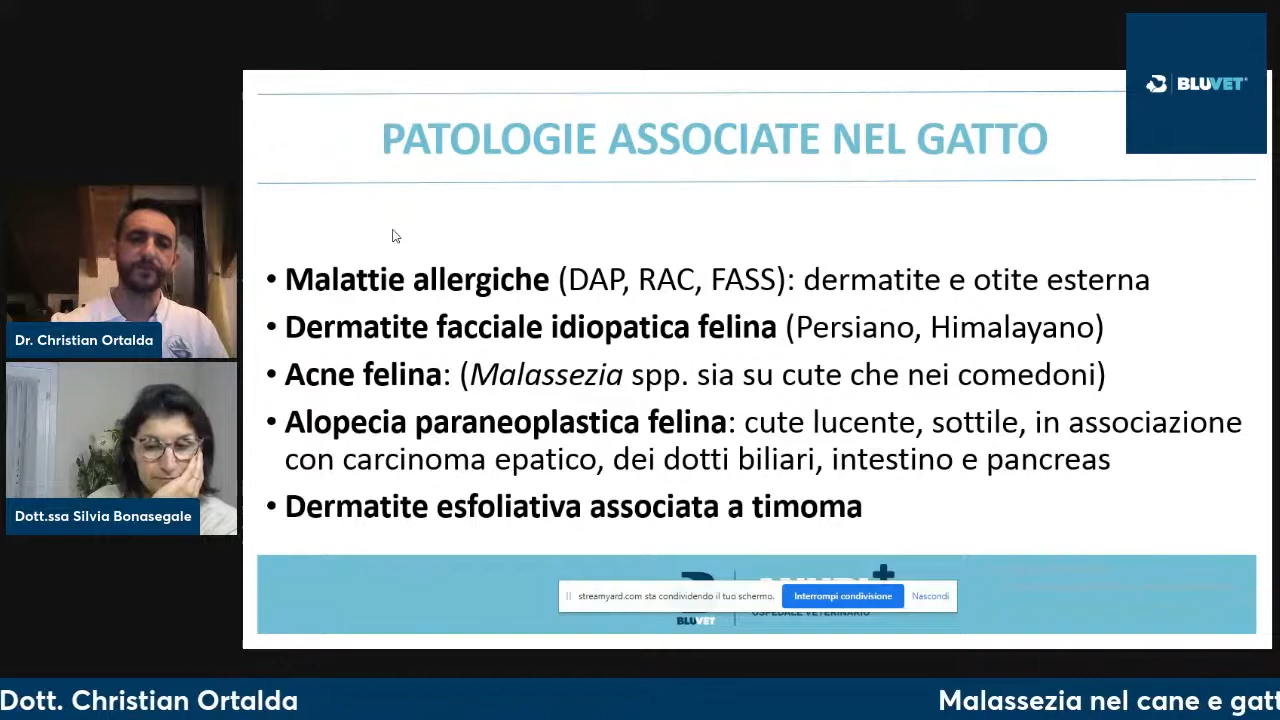 BLUVET
PATOLOGIE ASSOCIATE NEL GATTO
• Malattie allergiche (DAP, RAC, FASS): dermatite e otite esterna
• Dermatite facciale idiopatica felina (Persiano, Himalayano)
• Acne felina: (Malassezia spp. sia su cute che nei comedoni)
• Alopecia paraneoplastica felina: cute lucente, sottile, in associazione
con carcinoma epatico, dei dotti biliari, intestino e pancreas
• Dermatite esfoliativa associata a timoma
Dr. Christian Ortalda
Dott.ssa Silvia Bonasegale
streamyard.com sta condividendo il tuo schermo.
Interrompi condivisione
Nascondi
OSPEDALE VETERINARIO
BLUVET
Dott. Christian Ortalda
Malassezia nel cane e gatt